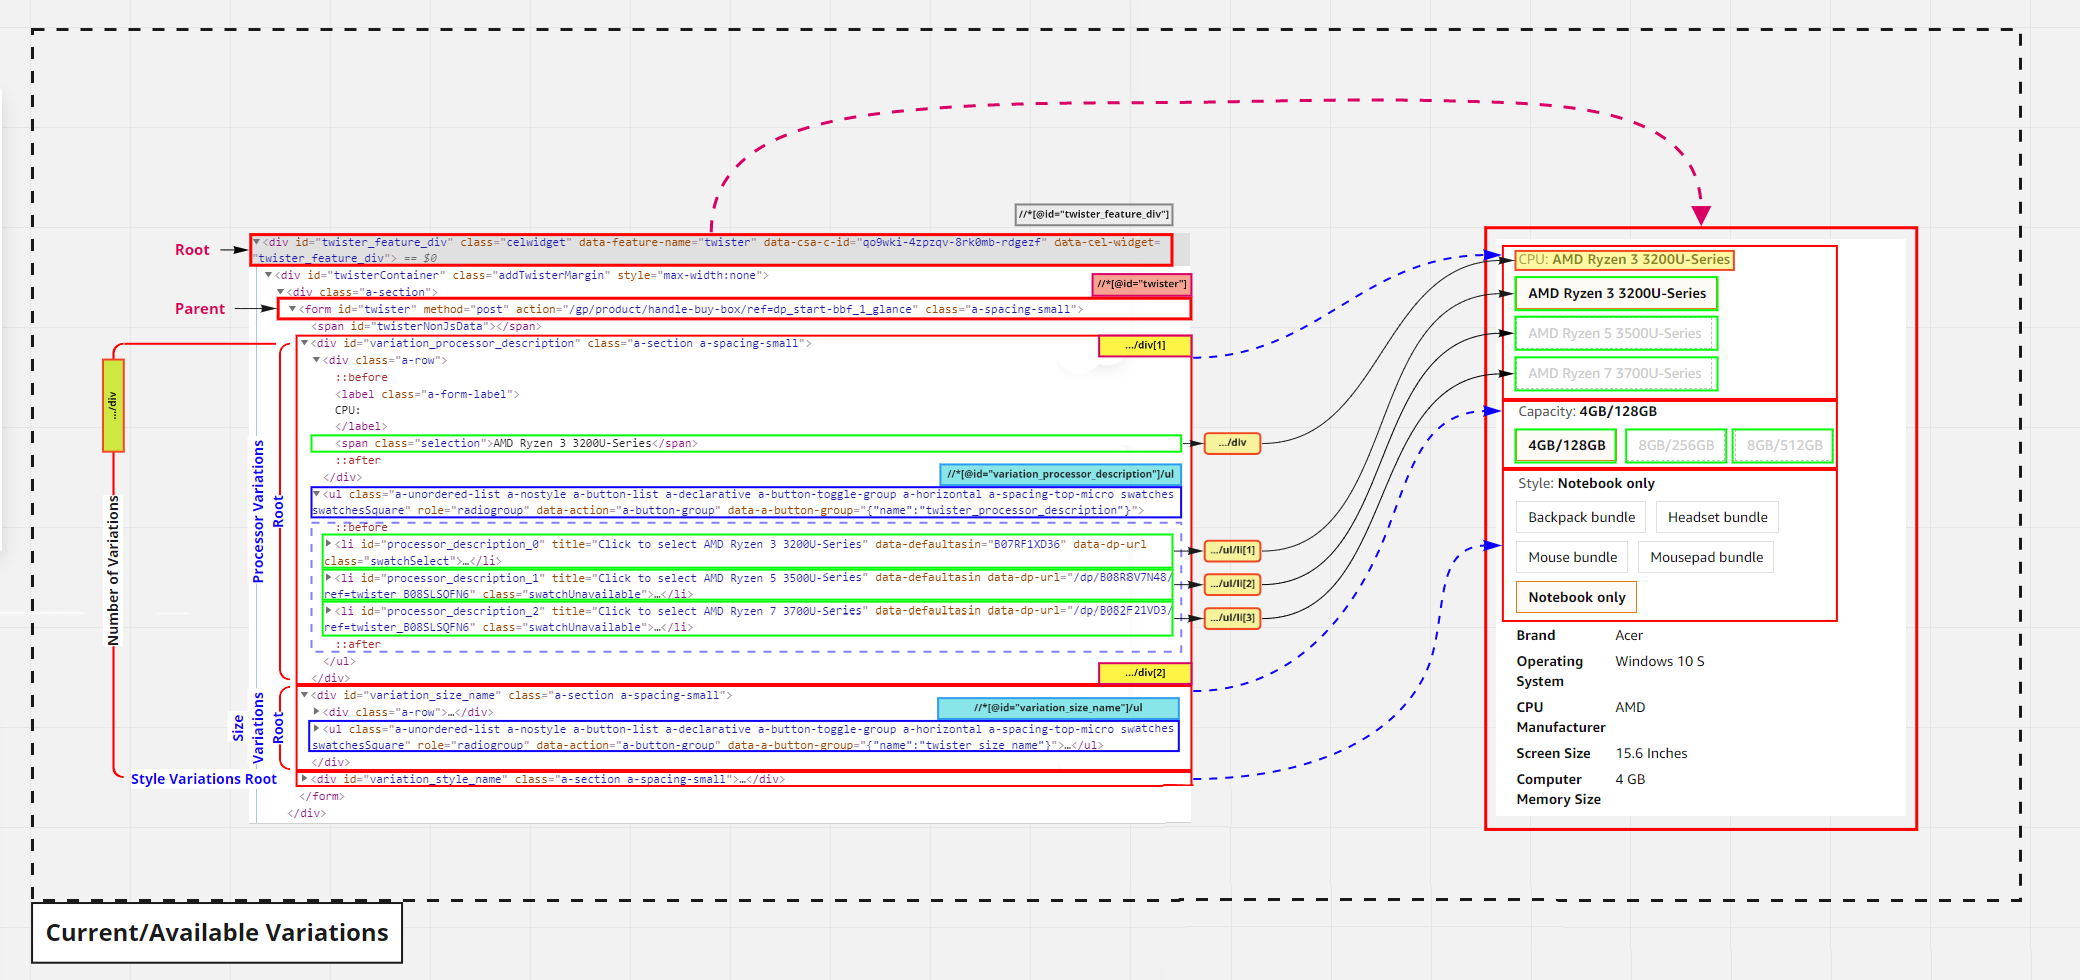 //*[@id="twister_feature_div"]
Root
<div id="twister_feature_div" class="celwidget" data-feature-name="twister" data-csa-c-id="qo9wki-4zpzqv-8rk0mb-rdgezf" data-cel-widget=
"twister_feature_div"> == $0
<div id="twisterContainer" class="addTwisterMargin" style="max-width:none">
//*[@id="twister"]
<div class="a-section">
Parent
<form id="twister" method="post" action="/gp/product/handle-buy-box/ref=dp_start-bbf_1_glance" class="a-spacing-small">
<span id="twisterNonJsData"></span>
<div id="variation_processor_description" class="a-section a-spacing-small">
.../div[1]
<div class="a-row">
::before
<label class="a-form-label">
CPU:
</label>
<span class="selection">AMD Ryzen 3 3200U-Series</span>
.../div
::after
</div>
//*[@id="variation_processor_description"]/ul
<ul class="a-unordered-list a-nostyle a-button-list a-declarative a-button-toggle-group a-horizontal a-spacing-top-micro swatches
swatchesSquare" role="radiogroup" data-action="a-button-group" data-a-button-group="{"name":"twister_processor_description"}">
::before
<li id="processor_description_0" title="Click to select AMD Ryzen 3 3200U-Series" data-defaultasin="B07RF1XD36" data-dp-url
class="swatchSelect">…</li>
.../ul/li[1]
<li id="processor_description_1" title="Click to select AMD Ryzen 5 3500U-Series" data-defaultasin data-dp-url="/dp/B08R8V7N48/
ref=twister_B08SLSQFN6" class="swatchUnavailable">…</li>
.../ul/li[2]
<li id="processor_description_2" title="Click to select AMD Ryzen 7 3700U-Series" data-defaultasin data-dp-url="/dp/B082F21VD3/
ref=twister_B08SLSQFN6" class="swatchUnavailable">…</li>
.../ul/li[3]
::after
</ul>
</div>
.../div[2]
<div id="variation_size_name" class="a-section a-spacing-small">
<div class="a-row">…</div>
//*[@id="variation_size_name"]/ul
<ul class="a-unordered-list a-nostyle a-button-list a-declarative a-button-toggle-group a-horizontal a-spacing-top-micro swatches
swatchesSquare" role="radiogroup" data-action="a-button-group" data-a-button-group="{"name":"twister_size_name"}">…</ul>
</div>
<div id="variation_style_name" class="a-section a-spacing-small">…</div>
</form>
</div>
.../div
Number of Variations
Processor Variations
Root
Size
Variations
Root
Style Variations Root
CPU: AMD Ryzen 3 3200U-Series
AMD Ryzen 3 3200U-Series
AMD Ryzen 5 3500U-Series
AMD Ryzen 7 3700U-Series
Capacity: 4GB/128GB
4GB/128GB 8GB/256GB 8GB/512GB
Style: Notebook only
Backpack bundle Headset bundle
Mouse bundle Mousepad bundle
Notebook only
Brand Acer
Operating Windows 10 S
System
CPU AMD
Manufacturer
Screen Size 15.6 Inches
Computer 4 GB
Memory Size
Current/Available Variations